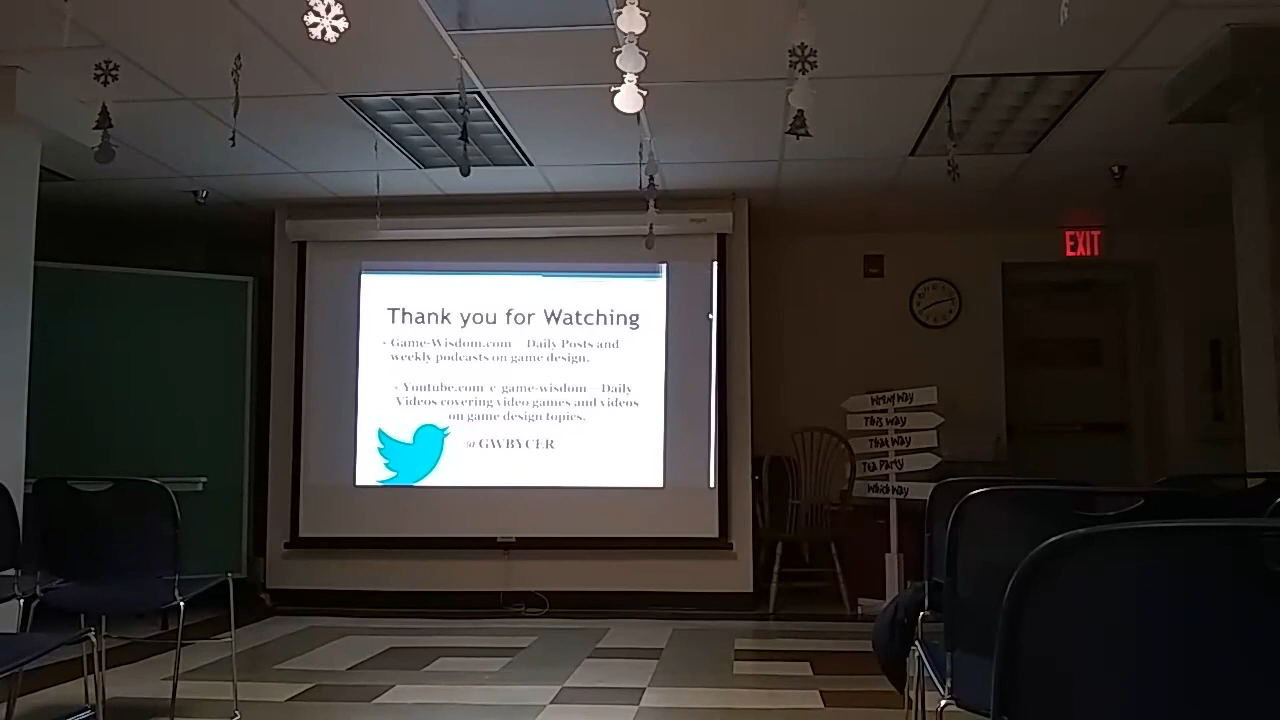 Thank you for Watching
• Game-Wisdom.com – Daily Posts and
weekly podcasts on game design.
• Youtube.com/c/game-wisdom – Daily
Videos covering video games and videos
on game design topics.
@GWBYCER
EXIT
Wrong Way
This Way
That Way
Tea Party
Which Way